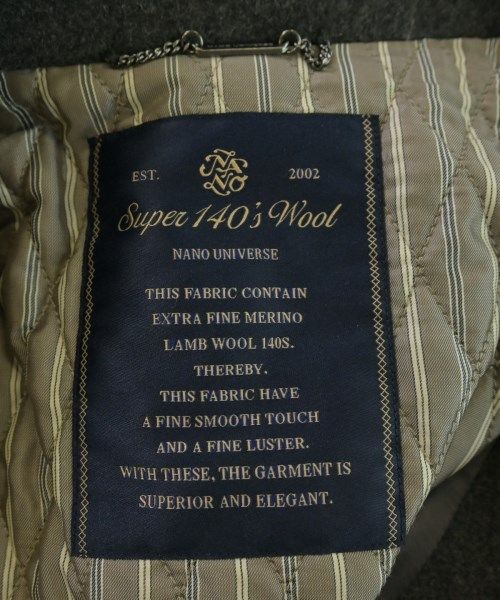 NANO
EST. 2002
Super 140's Wool
NANO UNIVERSE
THIS FABRIC CONTAIN
EXTRA FINE MERINO
LAMB WOOL 140S.
THEREBY.
THIS FABRIC HAVE
A FINE SMOOTH TOUCH
AND A FINE LUSTER.
WITH THESE, THE GARMENT IS
SUPERIOR AND ELEGANT.